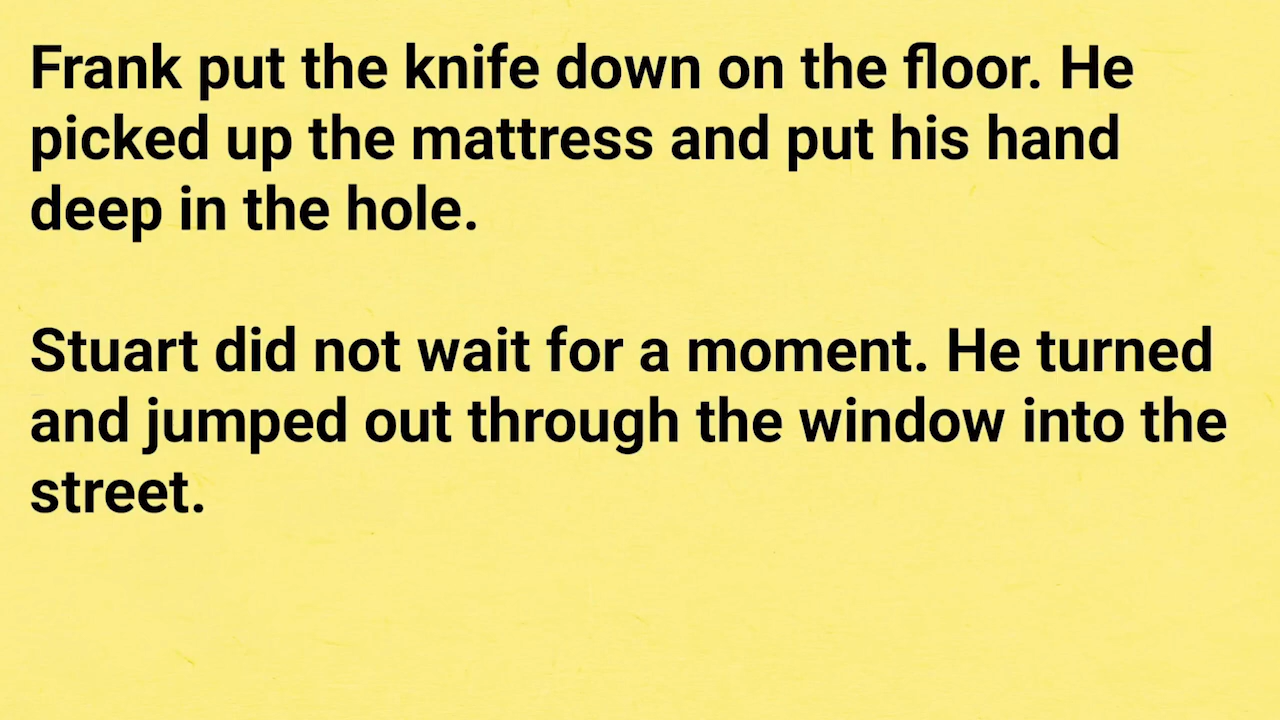 Frank put the knife down on the floor. He
picked up the mattress and put his hand
deep in the hole.
Stuart did not wait for a moment. He turned
and jumped out through the window into the
street.